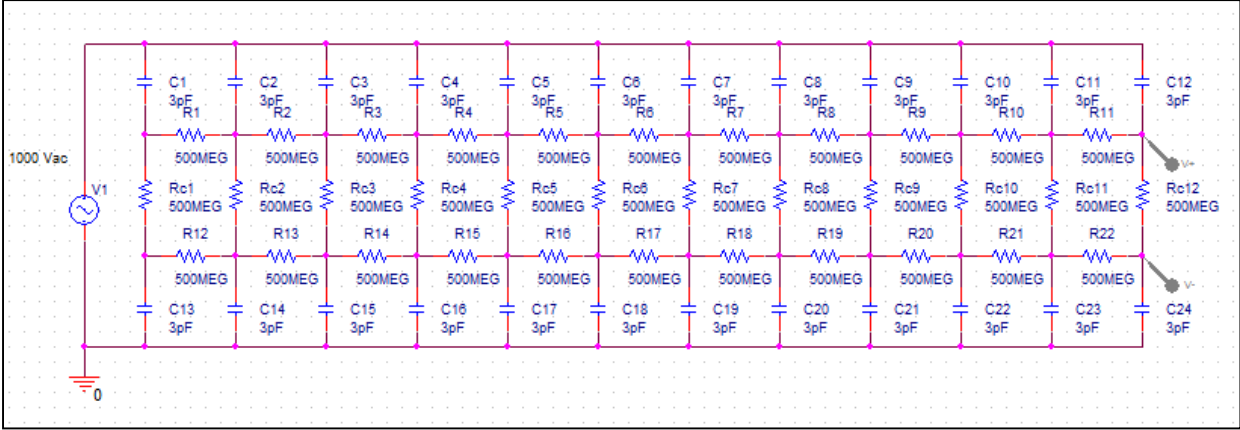 C1 C2 C3 C4 C5 C6 C7 C8 C9 C10 C11 C12
3pF 3pF 3pF 3pF 3pF 3pF 3pF 3pF 3pF 3pF 3pF 3pF
R1 R2 R3 R4 R5 R6 R7 R8 R9 R10 R11
500MEG 500MEG 500MEG 500MEG 500MEG 500MEG 500MEG 500MEG 500MEG 500MEG 500MEG
1000 Vac
V+
V1 Rc1 Rc2 Rc3 Rc4 Rc5 Rc6 Rc7 Rc8 Rc9 Rc10 Rc11 Rc12
500MEG 500MEG 500MEG 500MEG 500MEG 500MEG 500MEG 500MEG 500MEG 500MEG 500MEG 500MEG
R12 R13 R14 R15 R16 R17 R18 R19 R20 R21 R22
500MEG 500MEG 500MEG 500MEG 500MEG 500MEG 500MEG 500MEG 500MEG 500MEG 500MEG
V-
C13 C14 C15 C16 C17 C18 C19 C20 C21 C22 C23 C24
3pF 3pF 3pF 3pF 3pF 3pF 3pF 3pF 3pF 3pF 3pF 3pF
0